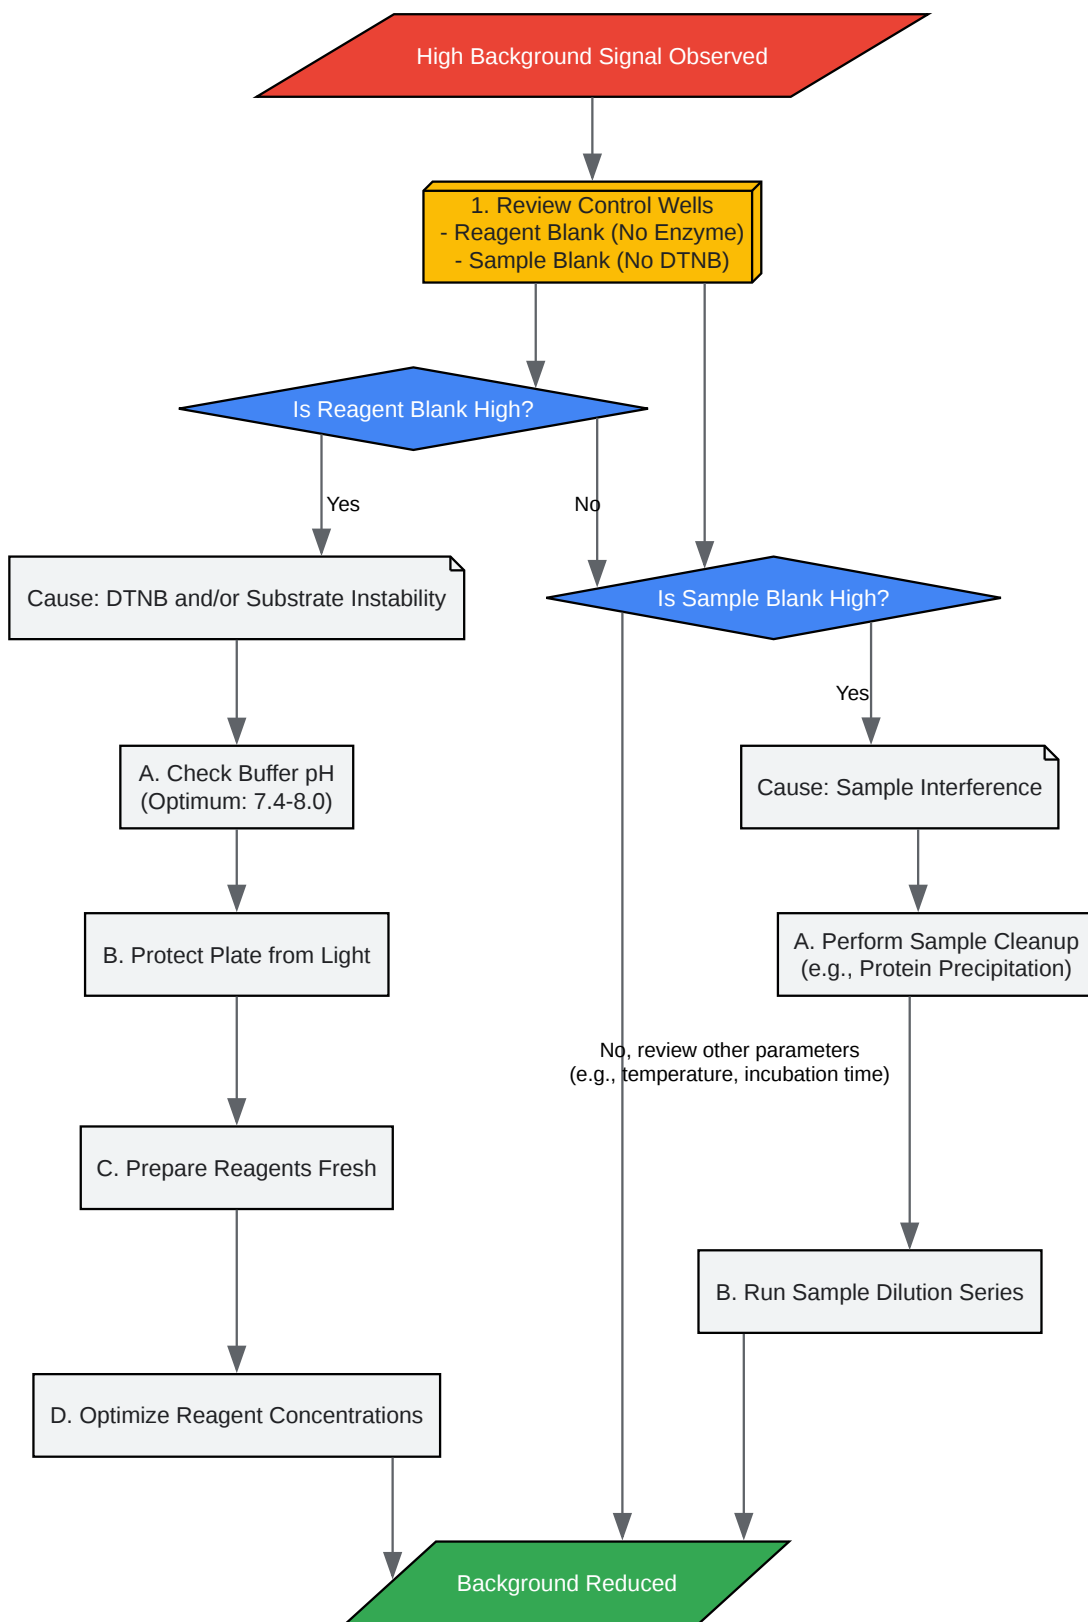 High Background Signal Observed
1. Review Control Wells
- Reagent Blank (No Enzyme)
- Sample Blank (No DTNB)
Is Reagent Blank High?
Yes
No
Cause: DTNB and/or Substrate Instability
Is Sample Blank High?
Yes
A. Check Buffer pH
(Optimum: 7.4-8.0)
Cause: Sample Interference
B. Protect Plate from Light
A. Perform Sample Cleanup
(e.g., Protein Precipitation)
No, review other parameters
(e.g., temperature, incubation time)
C. Prepare Reagents Fresh
B. Run Sample Dilution Series
D. Optimize Reagent Concentrations
Background Reduced